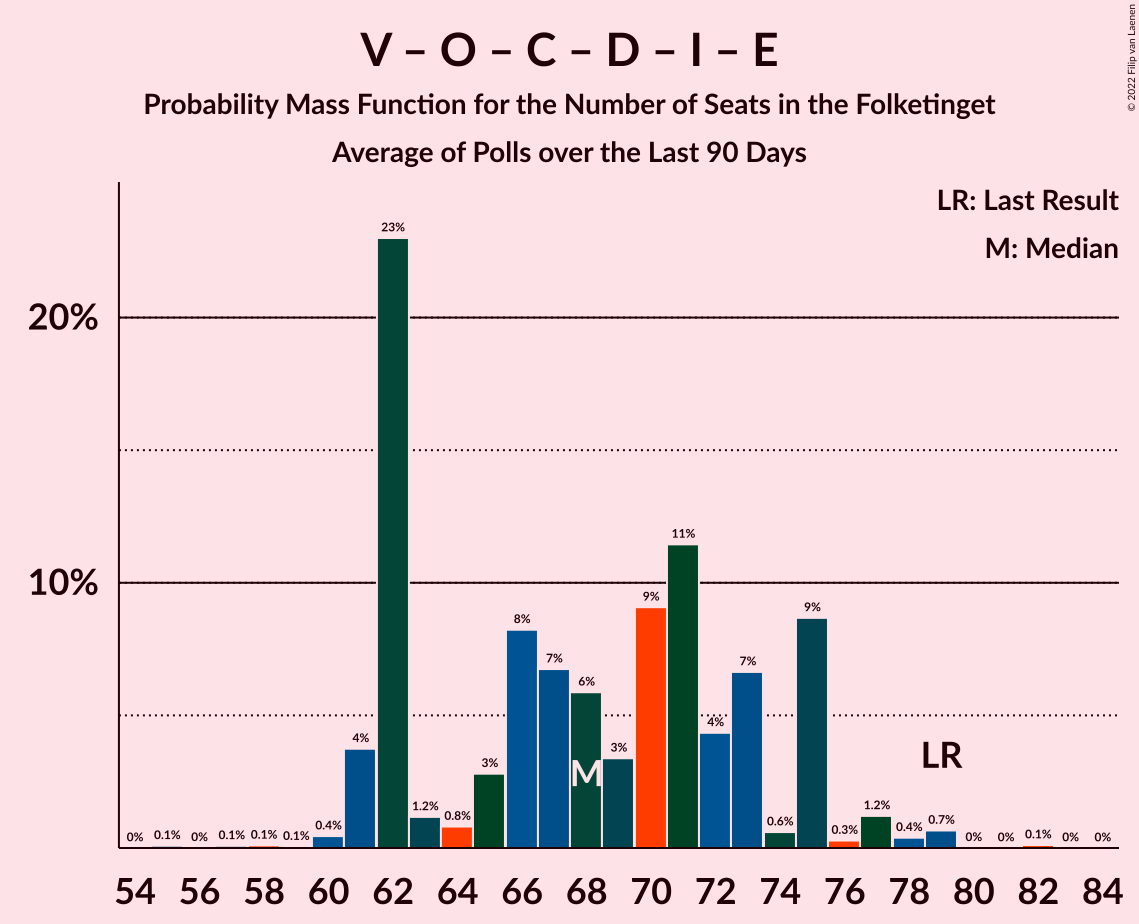 V – O – C – D – I – E
Probability Mass Function for the Number of Seats in the Folketinget
Average of Polls over the Last 90 Days
© 2022 Filip van Laenen
LR: Last Result
M: Median
20%
10%
0% 0.1% 0% 0.1% 0.1% 0.1% 0.4% 4% 23% 1.2% 0.8% 3% 8% 7% 6% 3% 9% 11% 4% 7% 0.6% 9% 0.3% 1.2% 0.4% 0.7% 0% 0% 0.1% 0% 0%
M
LR
54 56 58 60 62 64 66 68 70 72 74 76 78 80 82 84